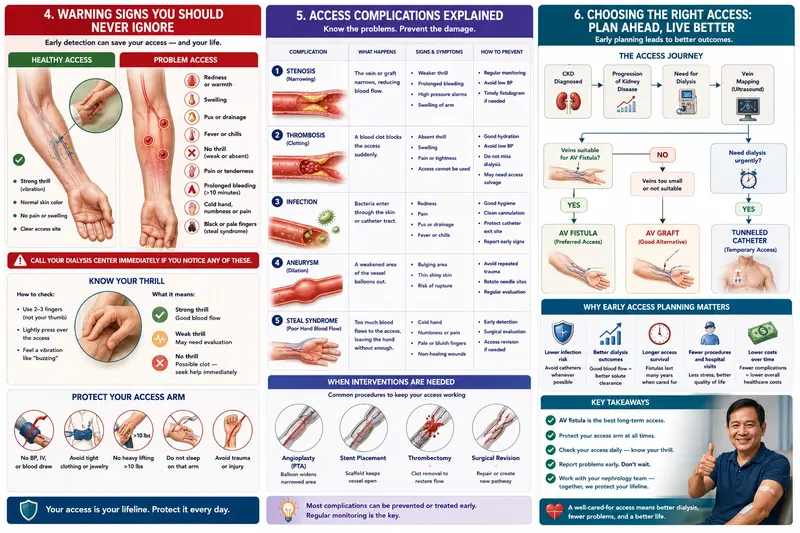 4. WARNING SIGNS YOU SHOULD
NEVER IGNORE
Early detection can save your access — and your life.
HEALTHY ACCESS
Strong thrill
(vibration)
Normal skin color
No pain or swelling
Clear access site
PROBLEM ACCESS
Redness
or warmth
Swelling
Pus or drainage
Fever or chills
No thrill
(weak or absent)
Pain or tenderness
Prolonged bleeding
(>10 minutes)
Cold hand,
numbness or pain
Black or pale fingers
(steal syndrome)
CALL YOUR DIALYSIS CENTER IMMEDIATELY IF YOU NOTICE ANY OF THESE.
KNOW YOUR THRILL
How to check:
• Use 2–3 fingers
(not your thumb)
• Lightly press over
the access
• Feel a vibration
like "buzzing"
What it means:
Strong thrill
Good blood flow
Weak thrill
May need evaluation
No thrill
Possible clot —
seek help immediately
PROTECT YOUR ACCESS ARM
No BP, IV,
or blood draw
Avoid tight
clothing or jewelry
>10 lbs
No heavy lifting
>10 lbs
Do not sleep
on that arm
Avoid trauma
or injury
Your access is your lifeline. Protect it every day.
5. ACCESS COMPLICATIONS EXPLAINED
Know the problems. Prevent the damage.
COMPLICATION
WHAT HAPPENS
SIGNS & SYMPTOMS
HOW TO PREVENT
1 STENOSIS
(Narrowing)
The vein or graft
narrows, reducing
blood flow.
• Weaker thrill
• Prolonged bleeding
• High pressure alarms
• Swelling of arm
• Regular monitoring
• Avoid low BP
• Timely fistulogram
if needed
2 THROMBOSIS
(Clotting)
A blood clot blocks
the access
suddenly.
• Absent thrill
• Swelling
• Pain or tightness
• Access cannot be used
• Good hydration
• Avoid low BP
• Do not miss
dialysis
• May need access
salvage
3 INFECTION
Bacteria enter
through the skin
or catheter tract.
• Redness
• Pain
• Pus or drainage
• Fever or chills
• Good hygiene
• Clean cannulation
• Protect catheter
exit site
• Report early signs
4 ANEURYSM
(Dilation)
A weakened area
of the vessel
balloons out.
• Bulging area
• Thin shiny skin
• Risk of rupture
• Avoid repeated
trauma
• Rotate needle sites
• Regular evaluation
5 STEAL SYNDROME
(Poor Hand Blood Flow)
Too much blood
flows to the access,
leaving the hand
without enough.
• Cold hand
• Numbness or pain
• Pale or bluish fingers
• Non-healing wounds
• Early detection
• Surgical evaluation
• Access revision
if needed
WHEN INTERVENTIONS ARE NEEDED
Common procedures to keep your access working
Angioplasty
(PTA)
Balloon widens
narrowed area
Stent Placement
Scaffold keeps
vessel open
Thrombectomy
Clot removal to
restore flow
Surgical Revision
Repair or create
new pathway
Most complications can be prevented or treated early.
Regular monitoring is the key.
6. CHOOSING THE RIGHT ACCESS:
PLAN AHEAD, LIVE BETTER
Early planning leads to better outcomes.
THE ACCESS JOURNEY
CKD
Diagnosed
Progression of
Kidney Disease
Need for
Dialysis
Vein
Mapping
(Ultrasound)
Veins suitable
for AV Fistula?
NO
Veins too small
or not suitable
Need dialysis
urgently?
YES
YES
AV FISTULA
(Preferred Access)
AV GRAFT
(Good Alternative)
TUNNELED
CATHETER
(Temporary Access)
WHY EARLY ACCESS PLANNING MATTERS
Lower infection
risk
Avoid catheters
whenever
possible
Better dialysis
outcomes
Good blood flow =
better solute
clearance
Longer access
survival
Fistulas last
many years
when cared for
Fewer procedures
and hospital
visits
Less stress, better
quality of life
Lower costs
over time
Fewer complications
= lower overall
healthcare costs
KEY TAKEAWAYS
AV fistula is the best long-term access.
Protect your access arm at all times.
Check your access daily — know your thrill.
Report problems early. Don't wait.
Work with your nephrology team —
together, we protect your lifeline.
A well-cared-for access means better dialysis,
fewer problems, and a better life.